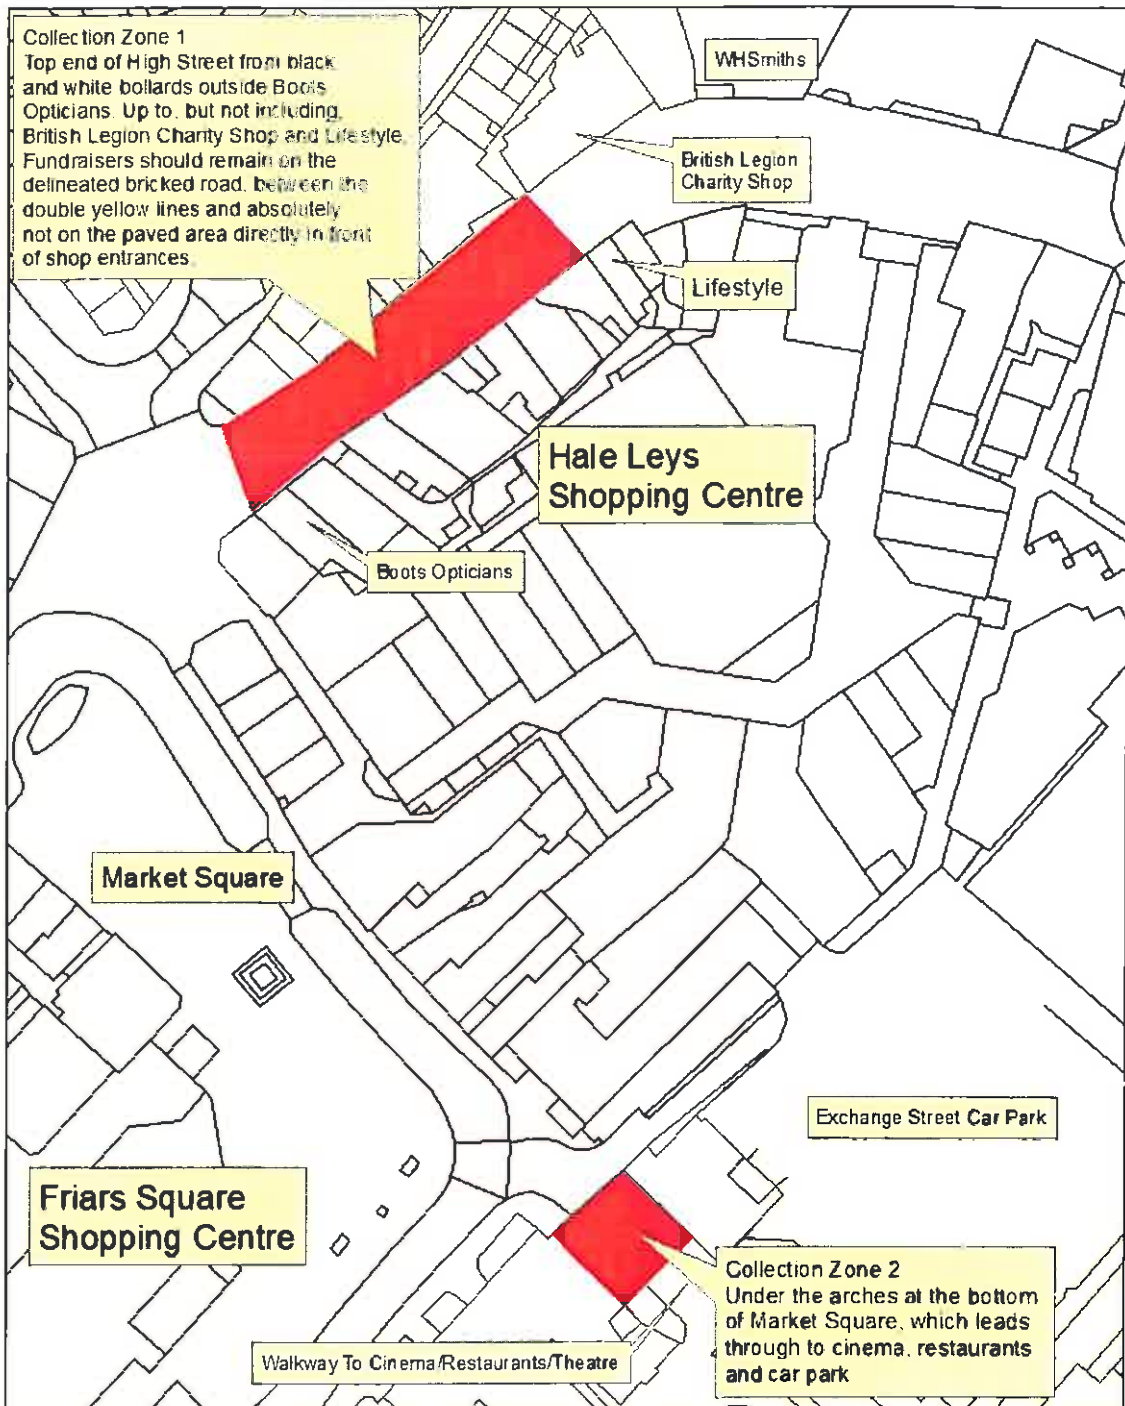 Collection Zone 1
Top end of High Street from black
and white bollards outside Boots
Opticians. Up to, but not including,
British Legion Charity Shop and Lifestyle.
Fundraisers should remain on the
delineated bricked road, between the
double yellow lines and absolutely
not on the paved area directly in front
of shop entrances.
WHSmiths
British Legion
Charity Shop
Lifestyle
Hale Leys
Shopping Centre
Boots Opticians
Market Square
Exchange Street Car Park
Friars Square
Shopping Centre
Collection Zone 2
Under the arches at the bottom
of Market Square, which leads
through to cinema, restaurants
and car park
Walkway To Cinema/Restaurants/Theatre